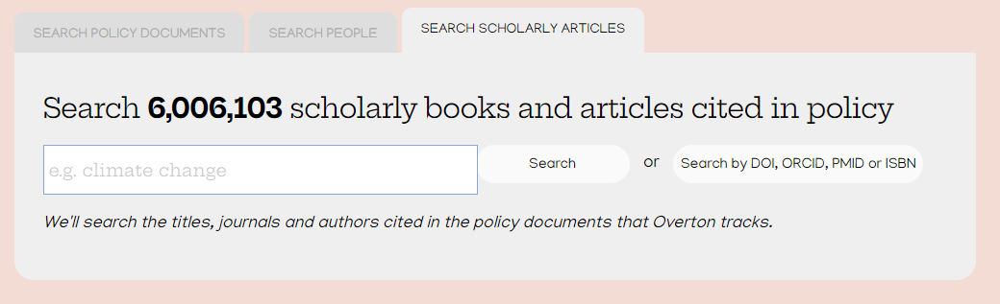 SEARCH POLICY DOCUMENTS
SEARCH PEOPLE
SEARCH SCHOLARLY ARTICLES
Search 6,006,103 scholarly books and articles cited in policy
e.g. climate change
Search
or
Search by DOI, ORCID, PMID or ISBN
We'll search the titles, journals and authors cited in the policy documents that Overton tracks.